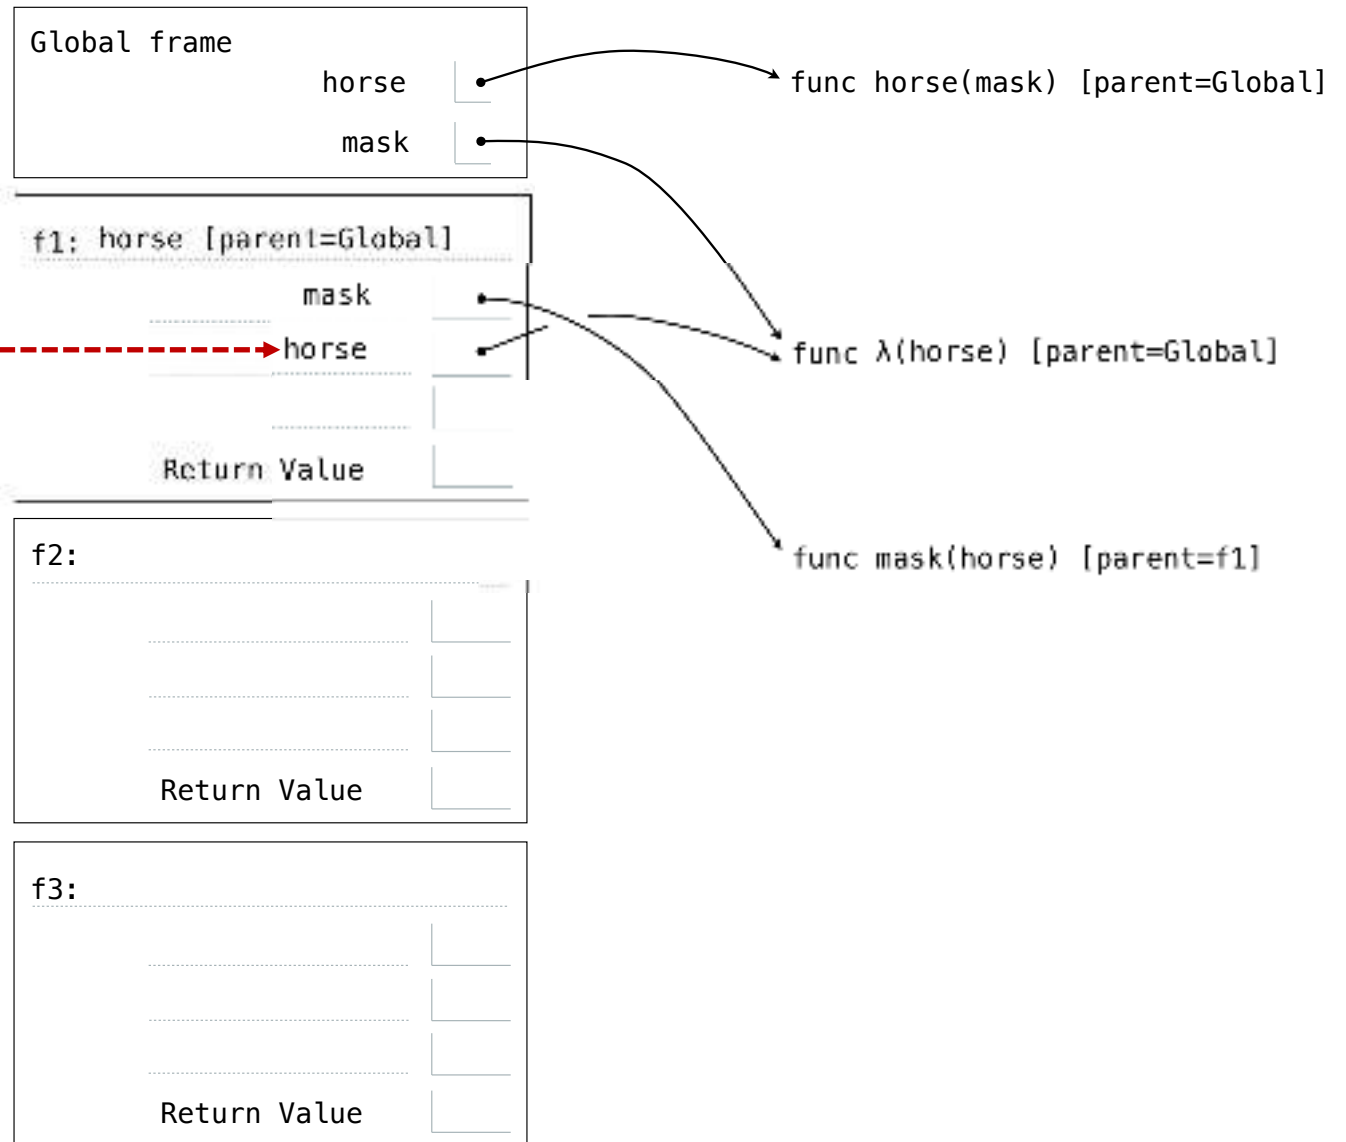 Global frame
horse
func horse(mask) [parent=Global]
mask
f1: horse [parent=Global]
mask
horse
func λ(horse) [parent=Global]
Return Value
f2:
func mask(horse) [parent=f1]
Return Value
f3:
Return Value